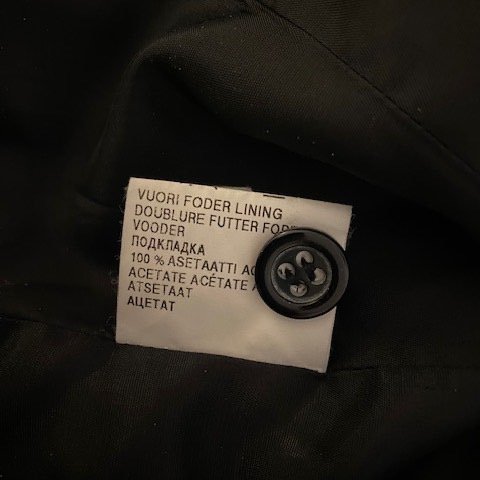 VUORI FODER LINING
DOUBLURE FUTTER
VOODER
ПОДКЛАДКА
100 % ASETAATTI
ACETATE ACÉTATE
ATSETAAT
АЦЕТАТ